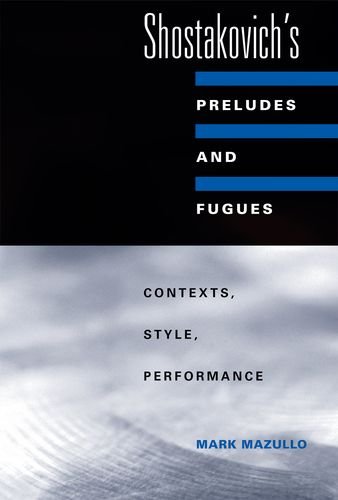 Shostakovich's
PRELUDES
AND
FUGUES
CONTEXTS,
STYLE,
PERFORMANCE
MARK MAZULLO